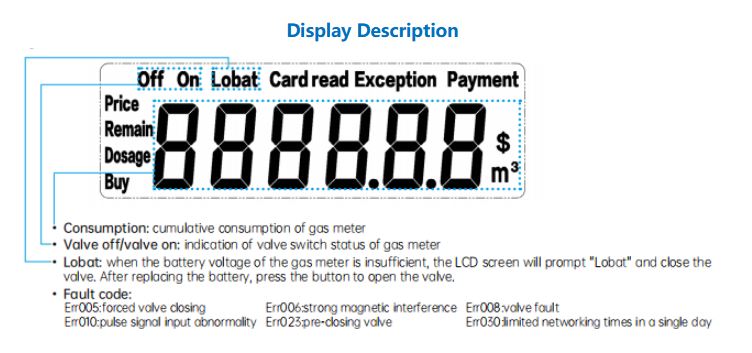 Display Description
Off On Lobat Card read Exception Payment
Price
Remain
Dosage
Buy
888888
$
m³
• Consumption: cumulative consumption of gas meter
• Valve off/valve on: indication of valve switch status of gas meter
• Lobat: when the battery voltage of the gas meter is insufficient, the LCD screen will prompt "Lobat" and close the
valve. After replacing the battery, press the button to open the valve.
• Fault code:
Err005:forced valve closing Err006:strong magnetic interference Err008:valve fault
Err010:pulse signal input abnormality Err023:pre-closing valve Err030:limited networking times in a single day